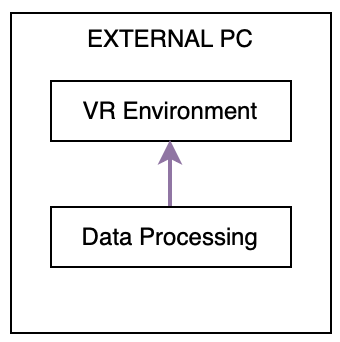 EXTERNAL PC
VR Environment
Data Processing